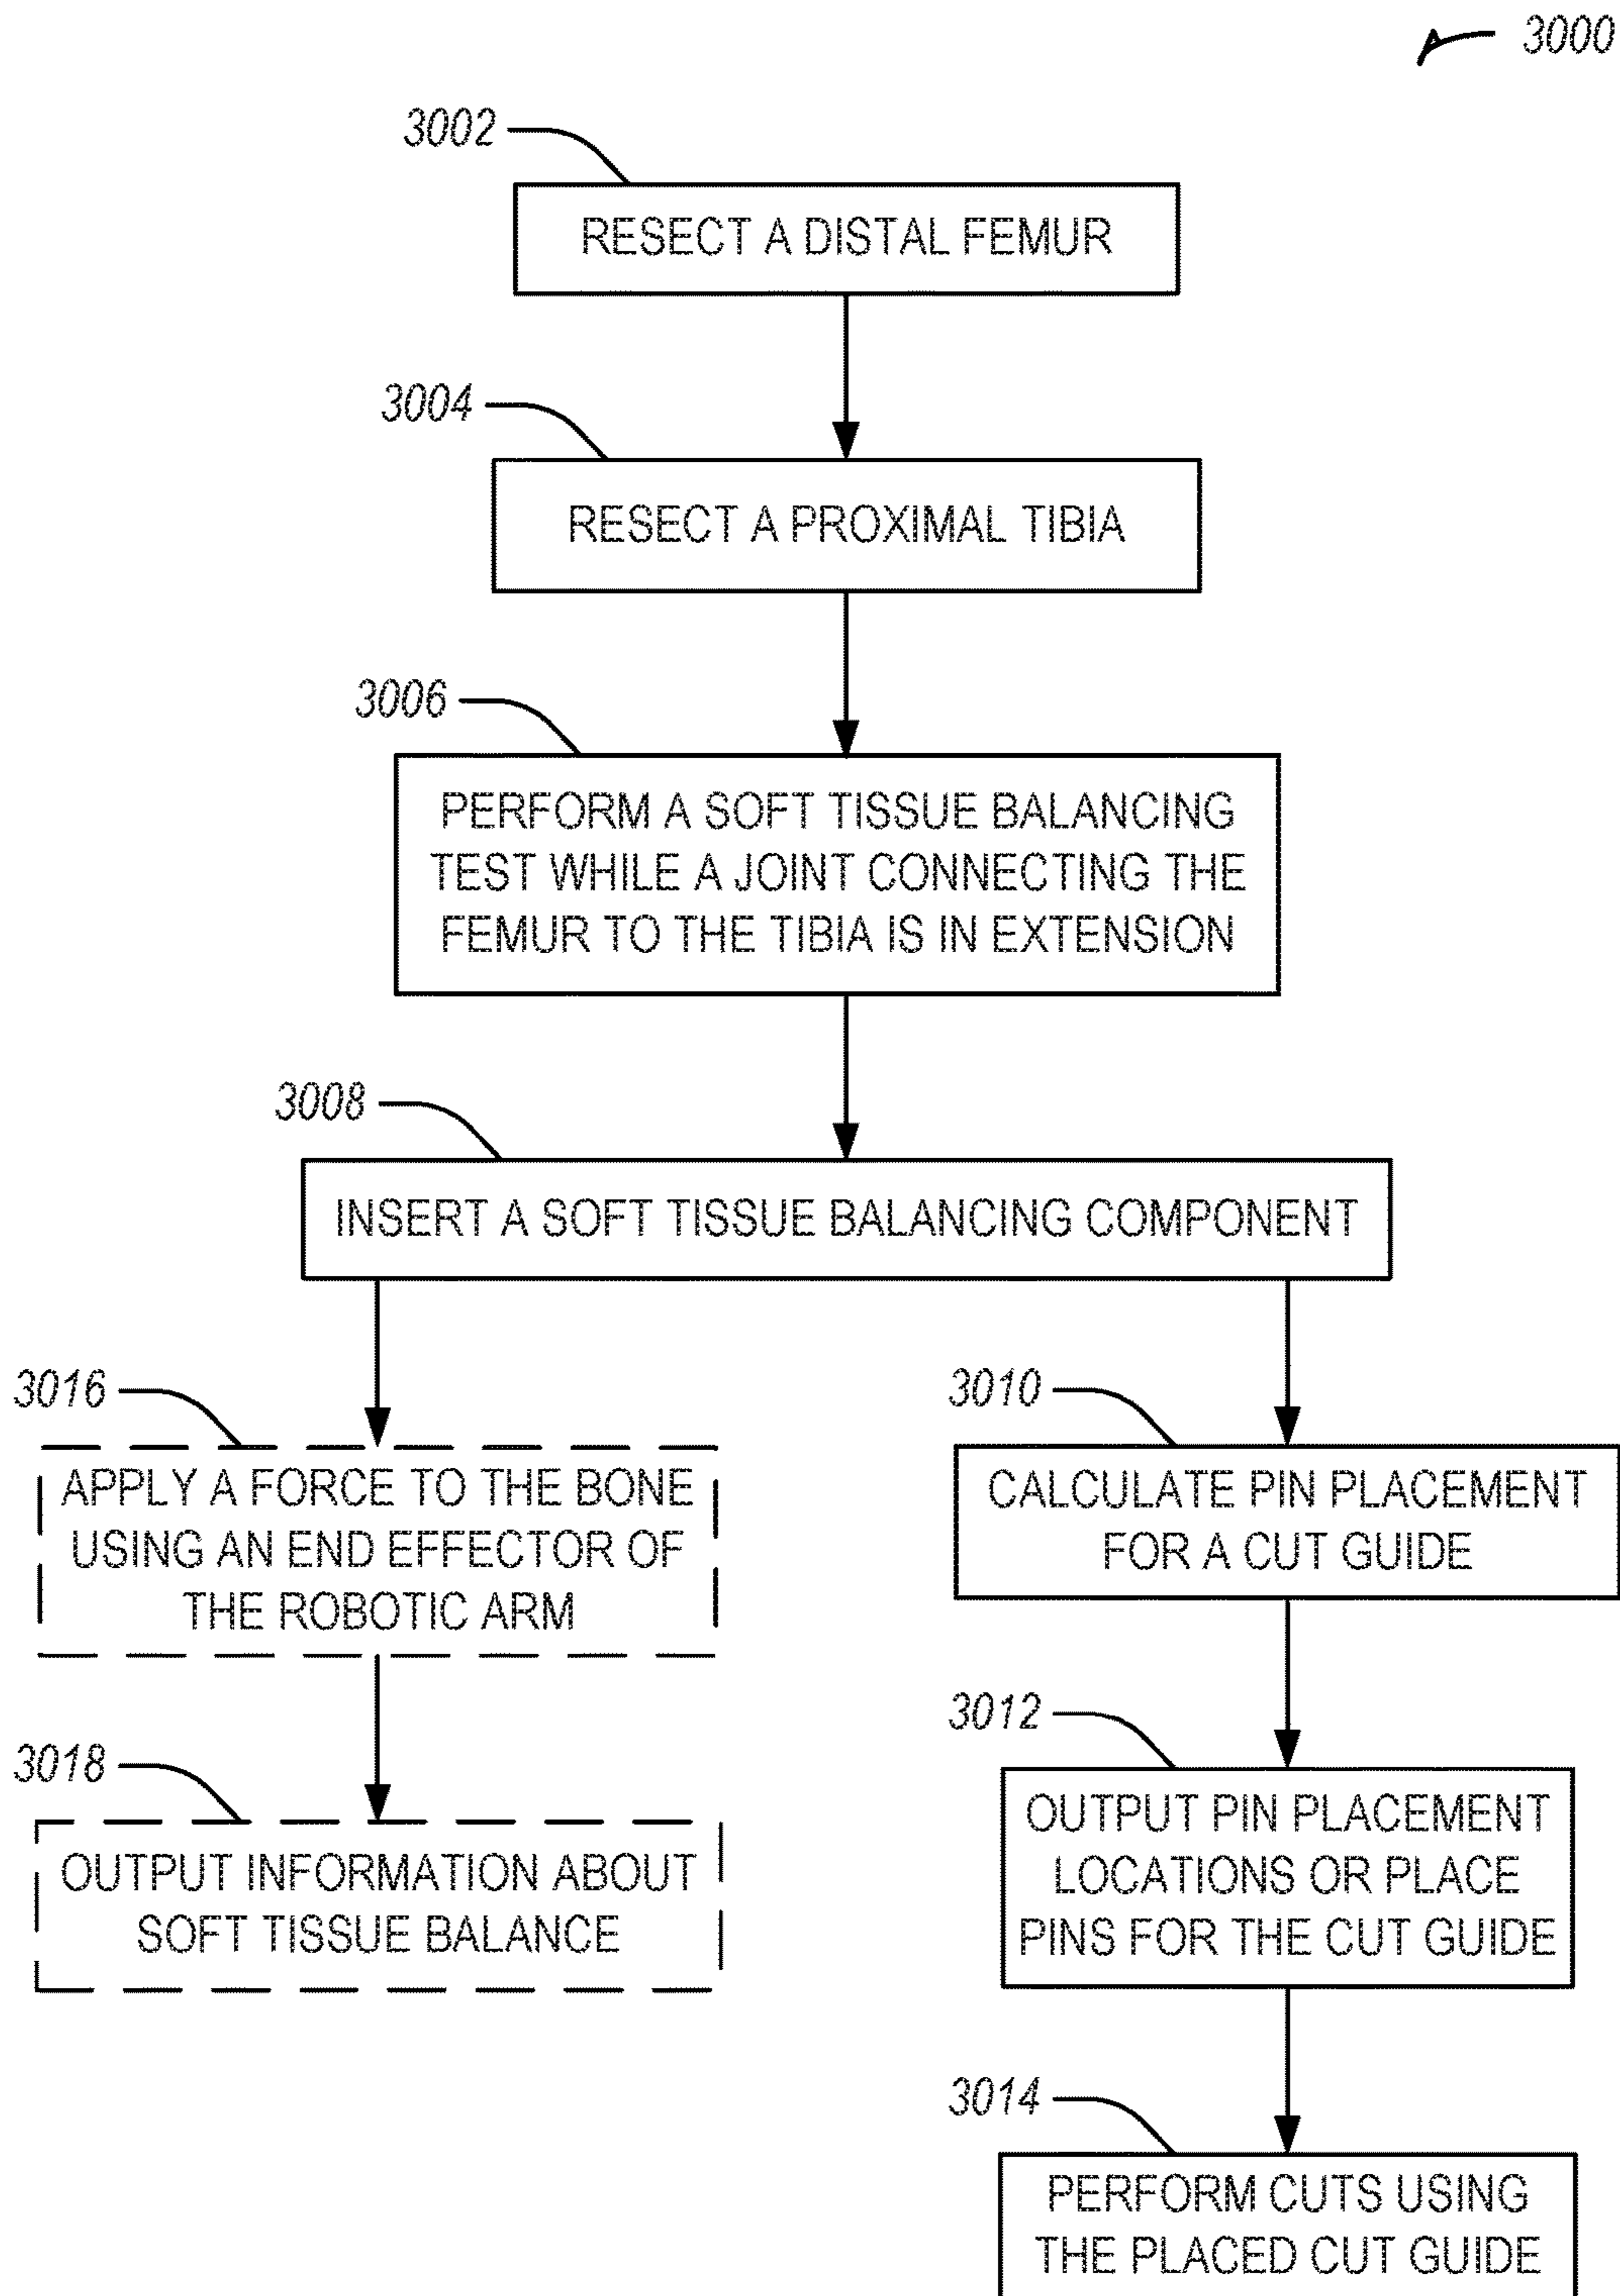 3000
3002
RESECT A DISTAL FEMUR
3004
RESECT A PROXIMAL TIBIA
3006
PERFORM A SOFT TISSUE BALANCING
TEST WHILE A JOINT CONNECTING THE
FEMUR TO THE TIBIA IS IN EXTENSION
3008
INSERT A SOFT TISSUE BALANCING COMPONENT
3016
APPLY A FORCE TO THE BONE
USING AN END EFFECTOR OF
THE ROBOTIC ARM
3018
OUTPUT INFORMATION ABOUT
SOFT TISSUE BALANCE
3010
CALCULATE PIN PLACEMENT
FOR A CUT GUIDE
3012
OUTPUT PIN PLACEMENT
LOCATIONS OR PLACE
PINS FOR THE CUT GUIDE
3014
PERFORM CUTS USING
THE PLACED CUT GUIDE